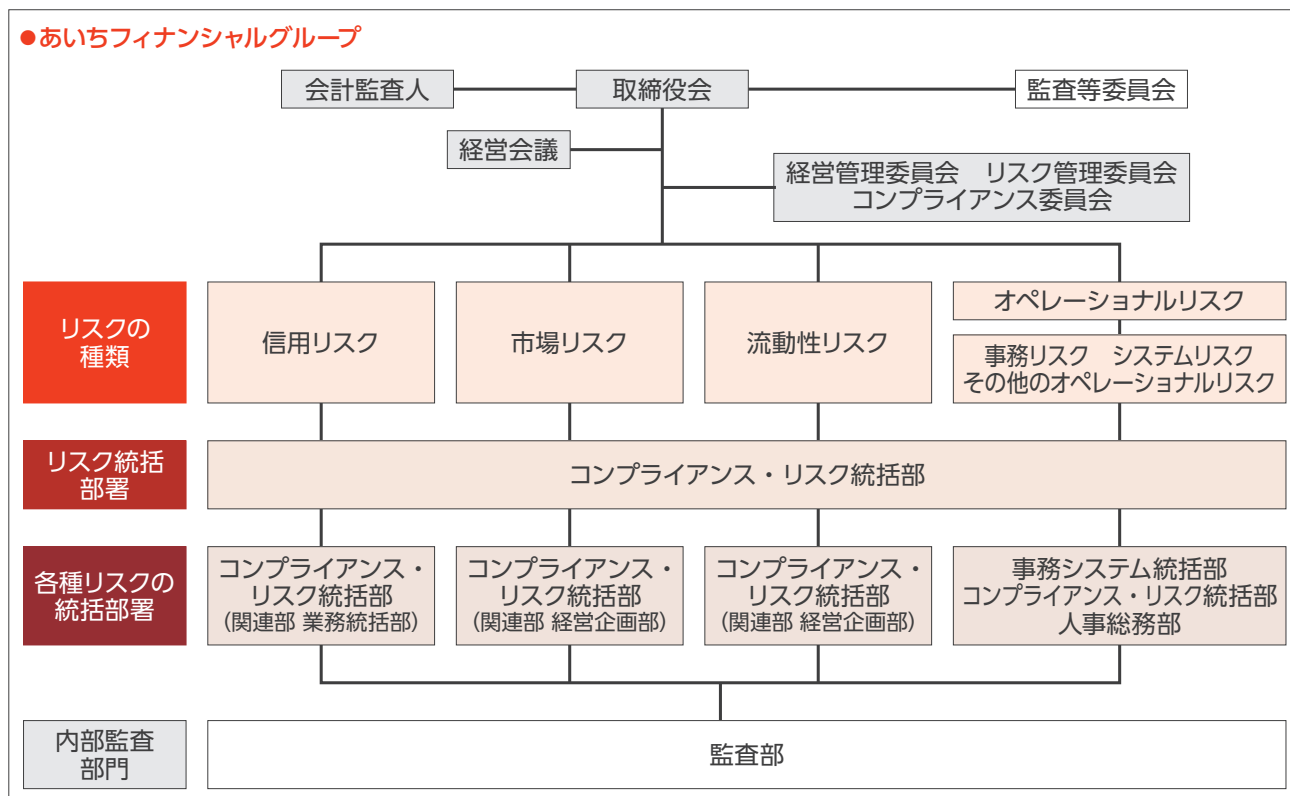 ●あいちフィナンシャルグループ
会計監査人
取締役会
監査等委員会
経営会議
経営管理委員会　リスク管理委員会
コンプライアンス委員会
リスクの
種類
信用リスク
市場リスク
流動性リスク
オペレーショナルリスク
事務リスク　システムリスク
その他のオペレーショナルリスク
リスク統括
部署
コンプライアンス・リスク統括部
各種リスクの
統括部署
コンプライアンス・
リスク統括部
(関連部 業務統括部)
コンプライアンス・
リスク統括部
(関連部 経営企画部)
コンプライアンス・
リスク統括部
(関連部 経営企画部)
事務システム統括部
コンプライアンス・リスク統括部
人事総務部
内部監査
部門
監査部